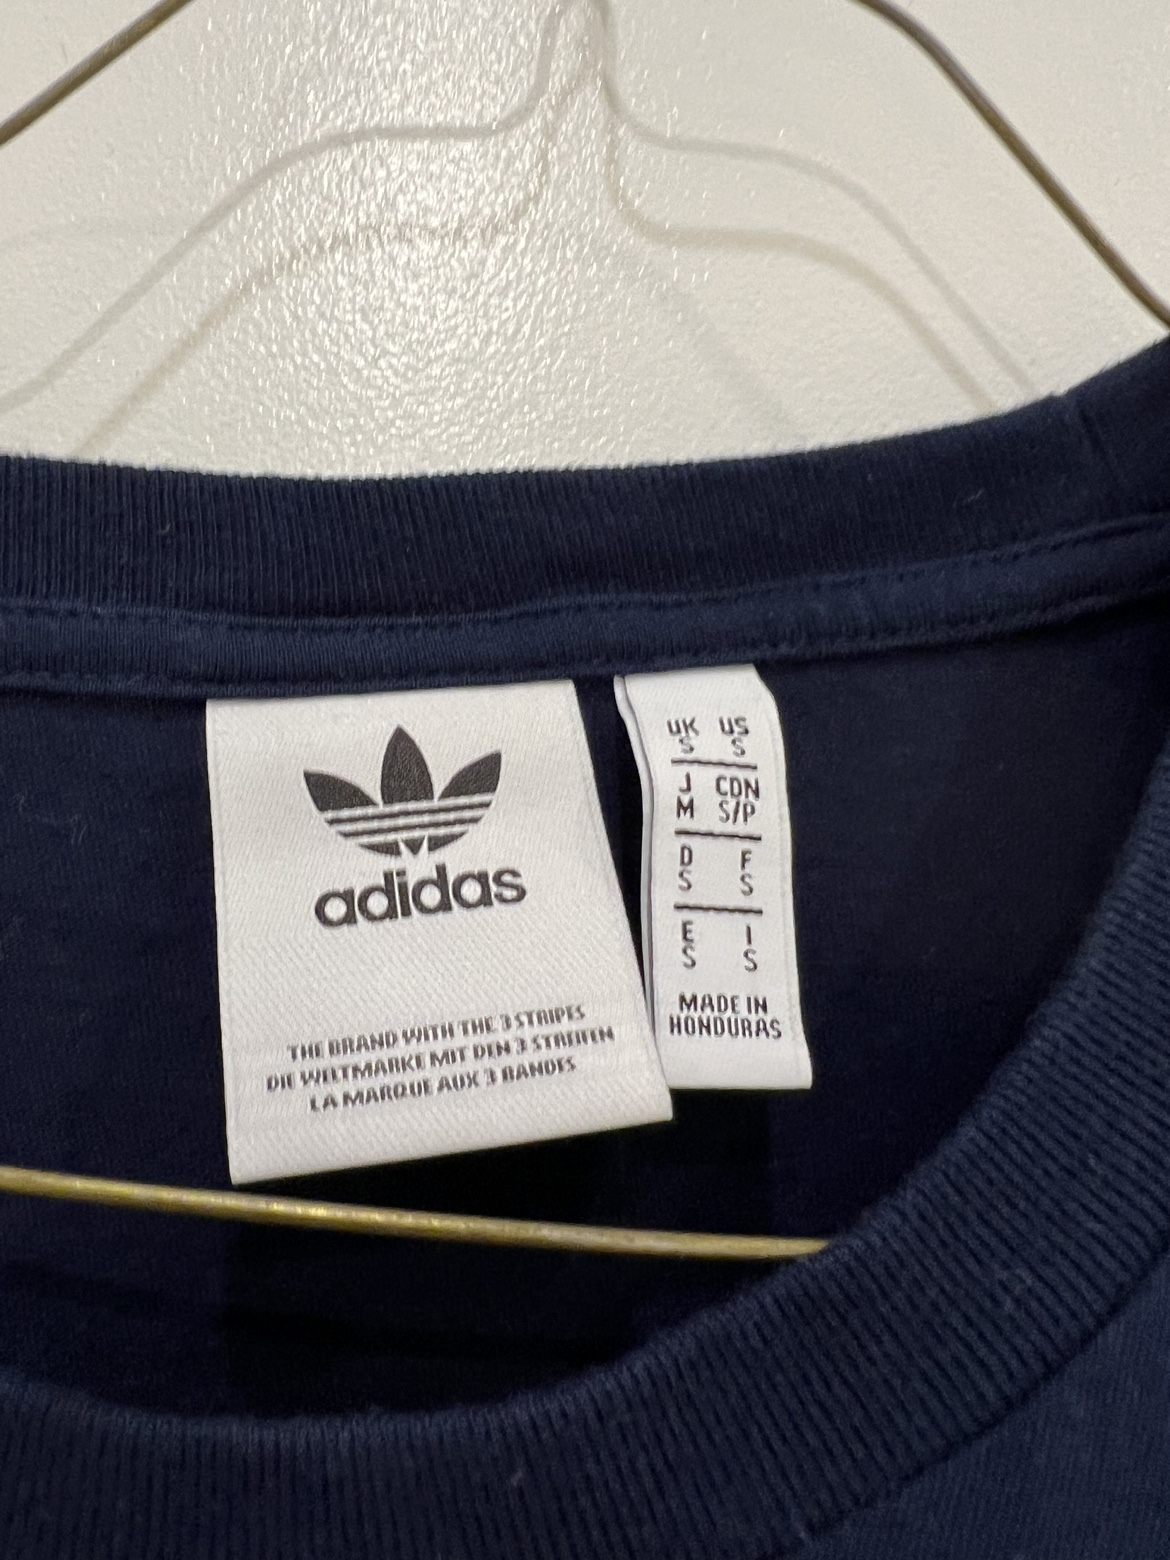 adidas
THE BRAND WITH THE 3 STRIPES
DIE WELTMARKE MIT DEN 3 STREIFEN
LA MARQUE AUX 3 BANDES
UK US
S S
J CDN
M S/P
D F
S S
E I
S S
MADE IN
HONDURAS